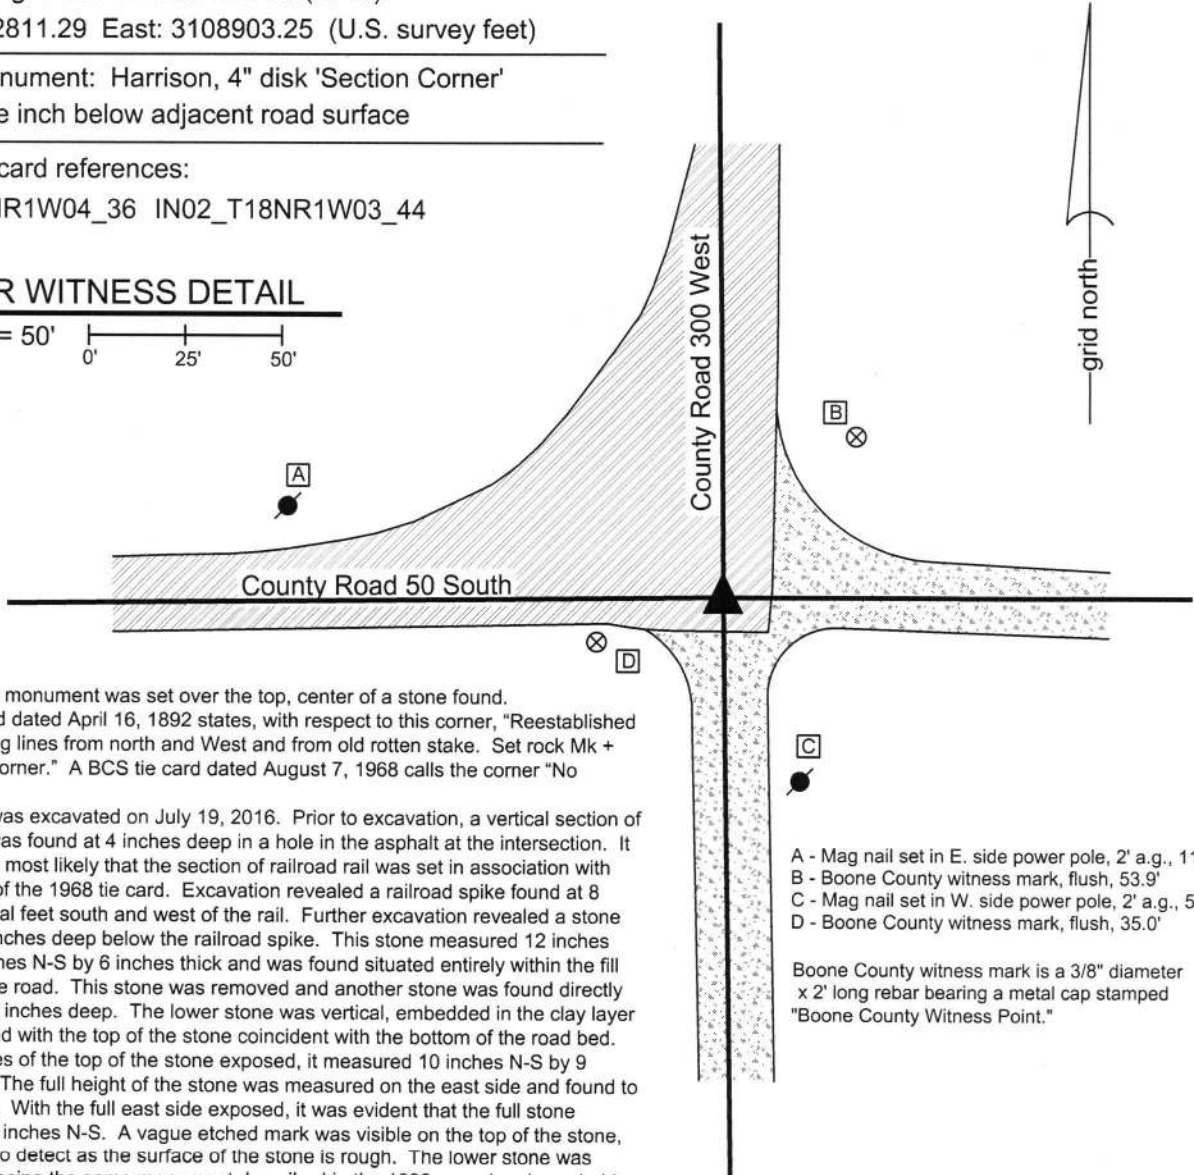 2811.29 East: 3108903.25 (U.S. survey feet)
nument: Harrison, 4" disk 'Section Corner'
e inch below adjacent road surface
card references:
IR1W04_36 IN02_T18NR1W03_44
R WITNESS DETAIL
= 50'
0' 25' 50'
grid north
County Road 300 West
B
A
County Road 50 South
D
C
monument was set over the top, center of a stone found.
d dated April 16, 1892 states, with respect to this corner, "Reestablished
g lines from north and West and from old rotten stake. Set rock Mk +
orner." A BCS tie card dated August 7, 1968 calls the corner "No
was excavated on July 19, 2016. Prior to excavation, a vertical section of
was found at 4 inches deep in a hole in the asphalt at the intersection. It
most likely that the section of railroad rail was set in association with
of the 1968 tie card. Excavation revealed a railroad spike found at 8
al feet south and west of the rail. Further excavation revealed a stone
nches deep below the railroad spike. This stone measured 12 inches
hes N-S by 6 inches thick and was found situated entirely within the fill
e road. This stone was removed and another stone was found directly
inches deep. The lower stone was vertical, embedded in the clay layer
d with the top of the stone coincident with the bottom of the road bed.
es of the top of the stone exposed, it measured 10 inches N-S by 9
The full height of the stone was measured on the east side and found to
With the full east side exposed, it was evident that the full stone
inches N-S. A vague etched mark was visible on the top of the stone,
o detect as the surface of the stone is rough. The lower stone was
A - Mag nail set in E. side power pole, 2' a.g., 11
B - Boone County witness mark, flush, 53.9'
C - Mag nail set in W. side power pole, 2' a.g., 5
D - Boone County witness mark, flush, 35.0'
Boone County witness mark is a 3/8" diameter
x 2' long rebar bearing a metal cap stamped
"Boone County Witness Point."